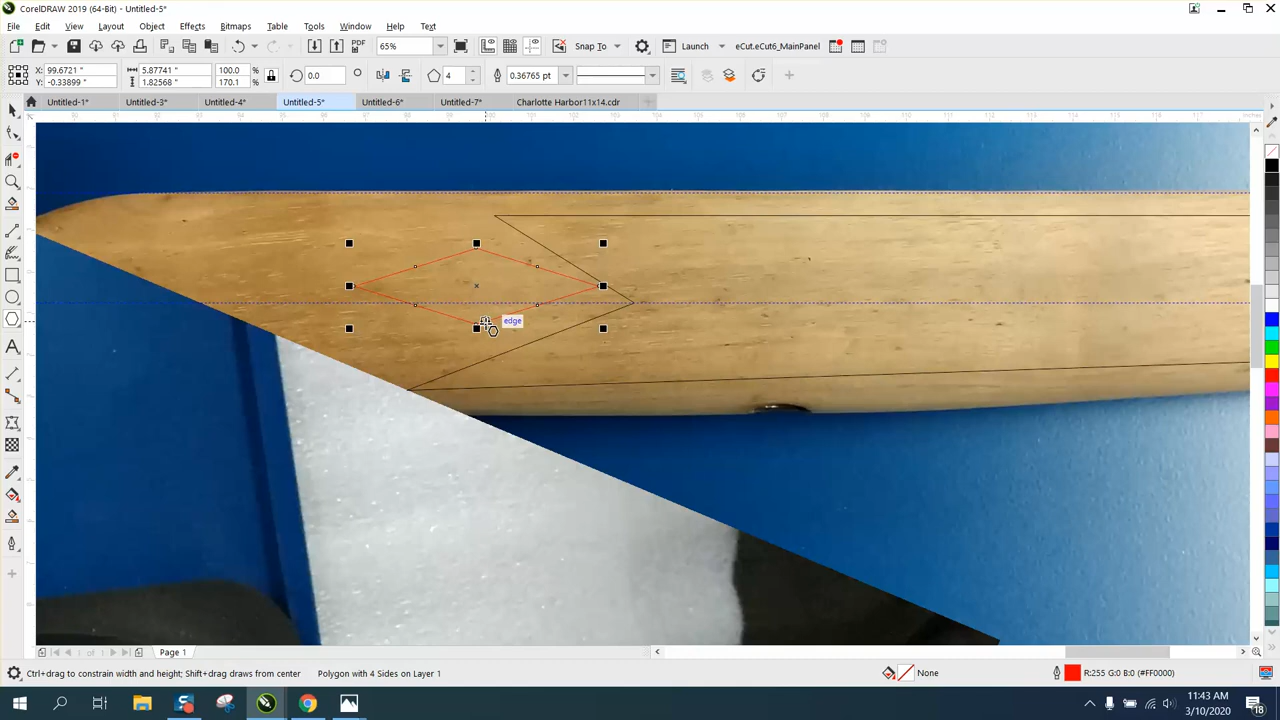 CorelDRAW 2019 (64-Bit) - Untitled-5*
File Edit View Layout Object Effects Bitmaps Table Tools Window Help Text
65% Snap To Launch eCut.eCut6_MainPanel
PDF
X: 99.6721 " 5.87741 " 100.0 % 0.0 ° 4 0.36765 pt
Y: -0.33899 " 1.82568 " 170.1 %
Untitled-1* Untitled-3* Untitled-4* Untitled-5* Untitled-6* Untitled-7* Charlotte Harbor11x14.cdr
edge
Page 1
Ctrl+drag to constrain width and height; Shift+drag draws from center Polygon with 4 Sides on Layer 1 None R:255 G:0 B:0 (#FF0000)
11:43 AM
3/10/2020
18